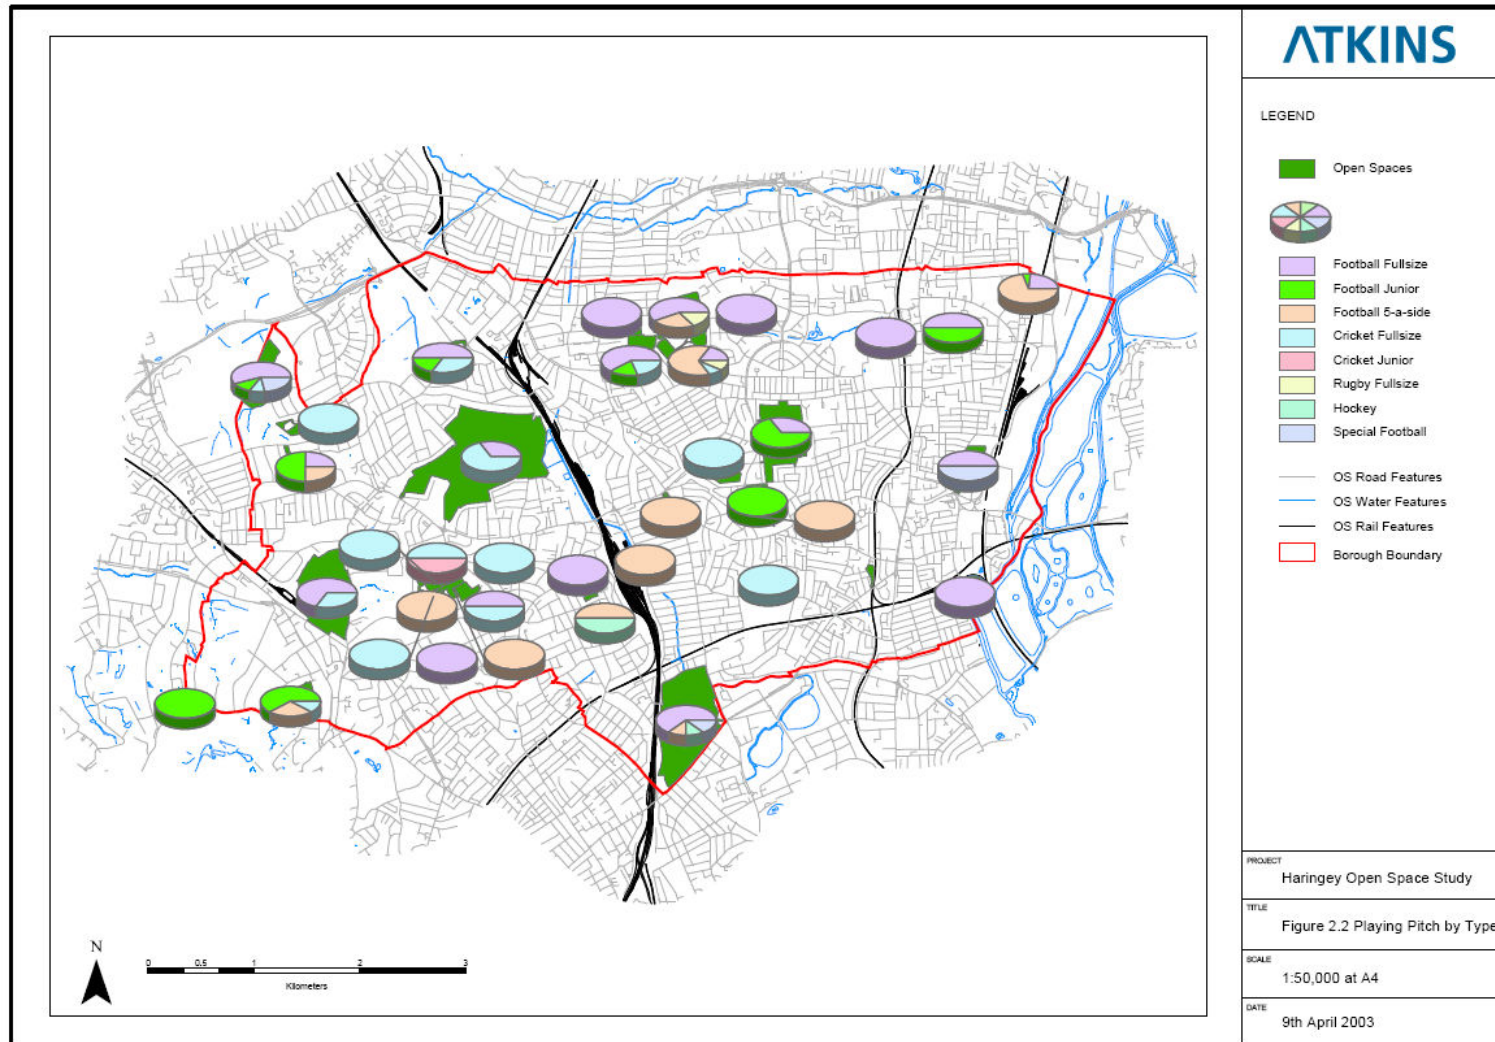 ATKINS
LEGEND
Open Spaces
Football Fullsize
Football Junior
Football 5-a-side
Cricket Fullsize
Cricket Junior
Rugby Fullsize
Hockey
Special Football
OS Road Features
OS Water Features
OS Rail Features
Borough Boundary
PROJECT
Haringey Open Space Study
TITLE
Figure 2.2 Playing Pitch by Type
SCALE
1:50,000 at A4
DATE
9th April 2003
N
0 0.5 1 2 3
Kilometers